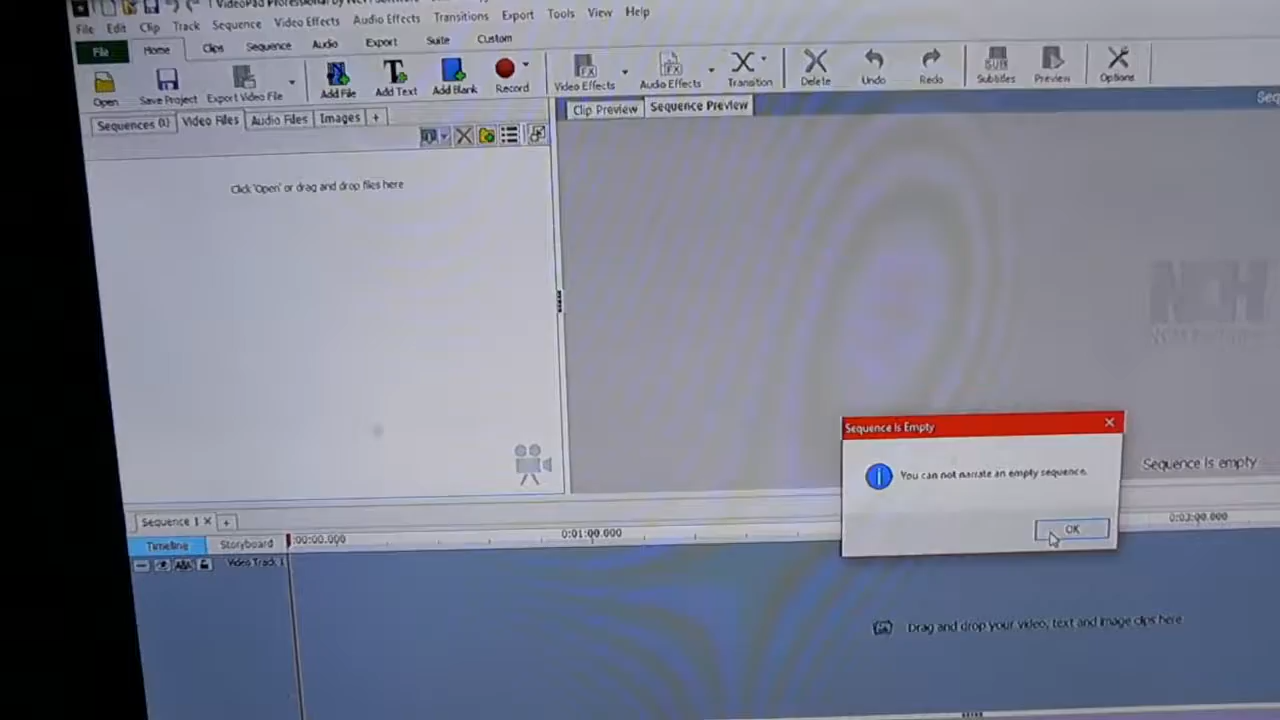 VideoPad Professional by NCH Software
File Edit Clip Track Sequence Video Effects Audio Effects Transitions Export Tools View Help
File Home Clips Sequence Audio Export Suite Custom
Open Save Project Export Video File Add File Add Text Add Blank Record Video Effects Audio Effects Transition Delete Undo Redo Subtitles Preview Options
Sequences (1) Video Files Audio Files Images +
Clip Preview Sequence Preview
Seq
Click 'Open' or drag and drop files here
NCH
Sequence Is Empty
You can not narrate an empty sequence.
OK
Sequence is empty
Sequence 1 × +
Timeline Storyboard
:00:00.000 0:01:00.000 0:02:00.000
Video Track 1
Drag and drop your video, text and image clips here